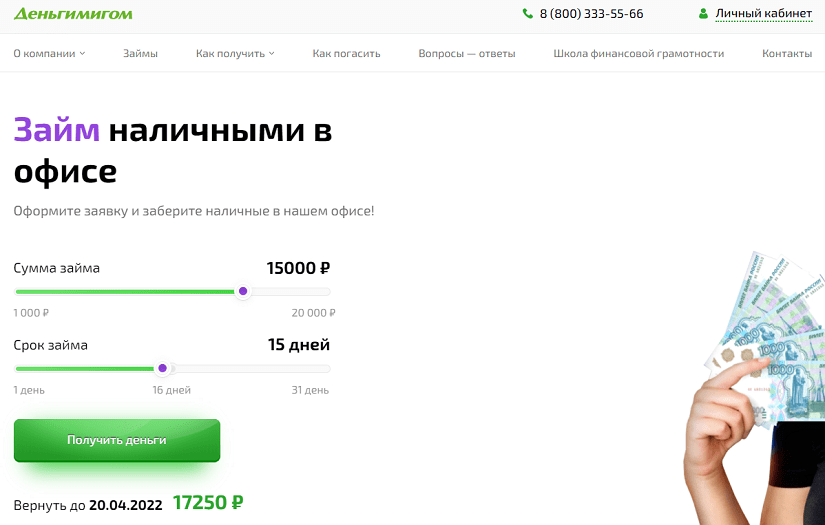 Деньгимигом
8 (800) 333-55-66
Личный кабинет
О компании
Займы
Как получить
Как погасить
Вопросы — ответы
Школа финансовой грамотности
Контакты
Займ наличными в
офисе
Оформите заявку и заберите наличные в нашем офисе!
Сумма займа
15000 ₽
1 000 ₽
20 000 ₽
Срок займа
15 дней
1 день
16 дней
31 день
Получить деньги
Вернуть до 20.04.2022 17250 ₽
1000
1000